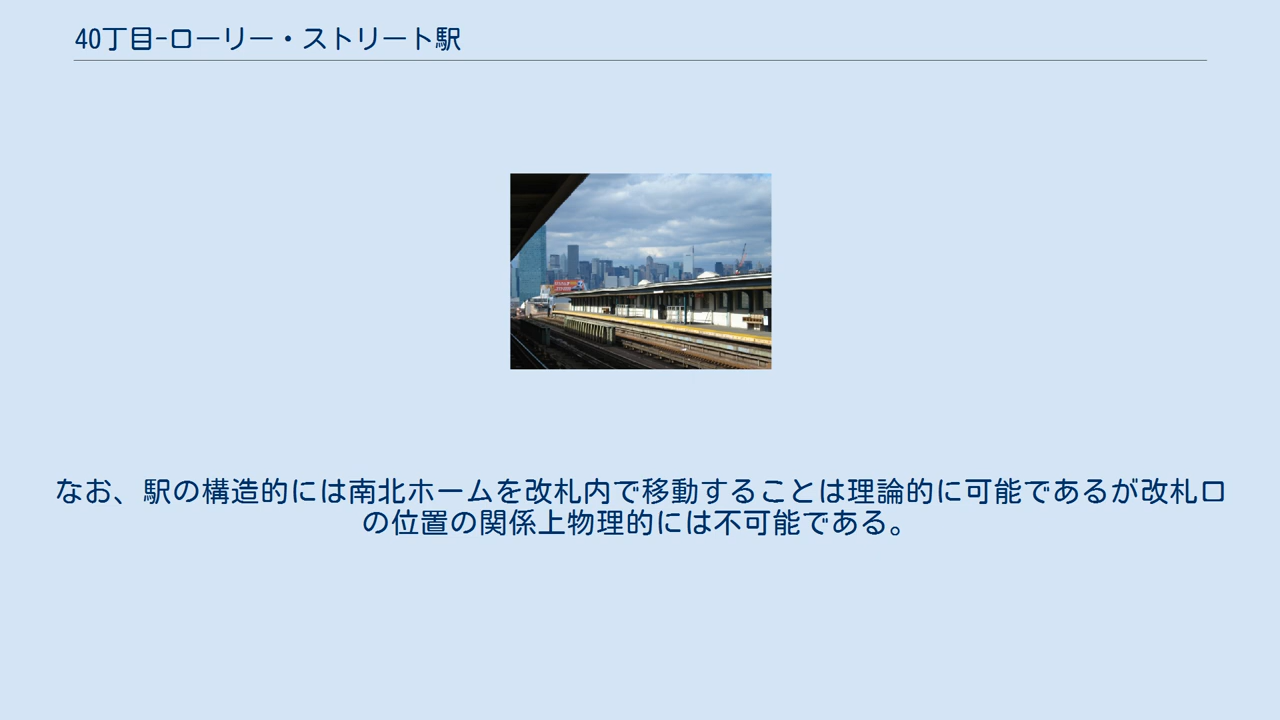 40丁目-ローリー・ストリート駅
なお、駅の構造的には南北ホームを改札内で移動することは理論的に可能であるが改札口
の位置の関係上物理的には不可能である。